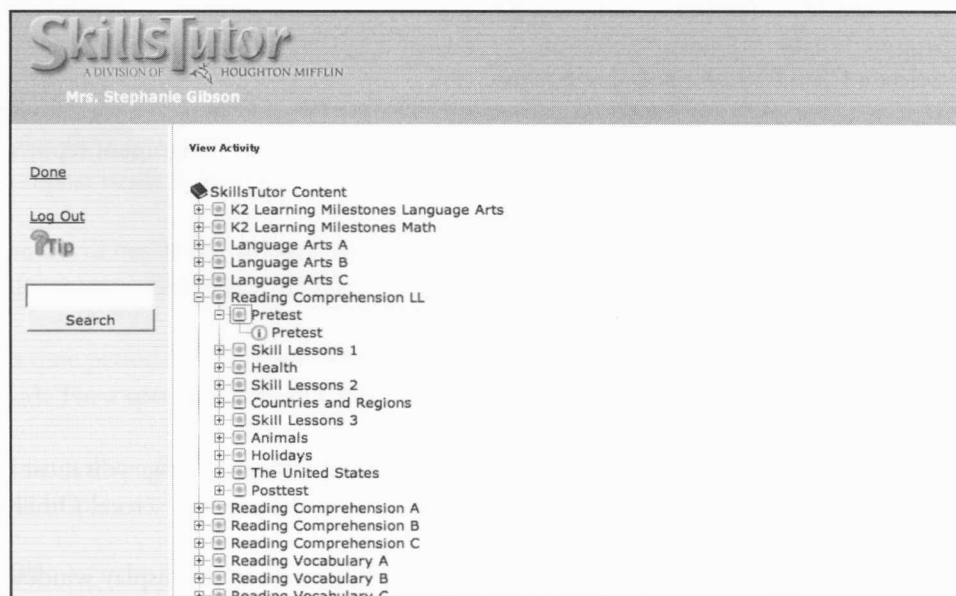 SkillsTutor
A DIVISION OF HOUGHTON MIFFLIN
Mrs. Stephanie Gibson
View Activity
Done
Log Out
Tip
Search
SkillsTutor Content
K2 Learning Milestones Language Arts
K2 Learning Milestones Math
Language Arts A
Language Arts B
Language Arts C
Reading Comprehension LL
Pretest
Pretest
Skill Lessons 1
Health
Skill Lessons 2
Countries and Regions
Skill Lessons 3
Animals
Holidays
The United States
Posttest
Reading Comprehension A
Reading Comprehension B
Reading Comprehension C
Reading Vocabulary A
Reading Vocabulary B
Reading Vocabulary C